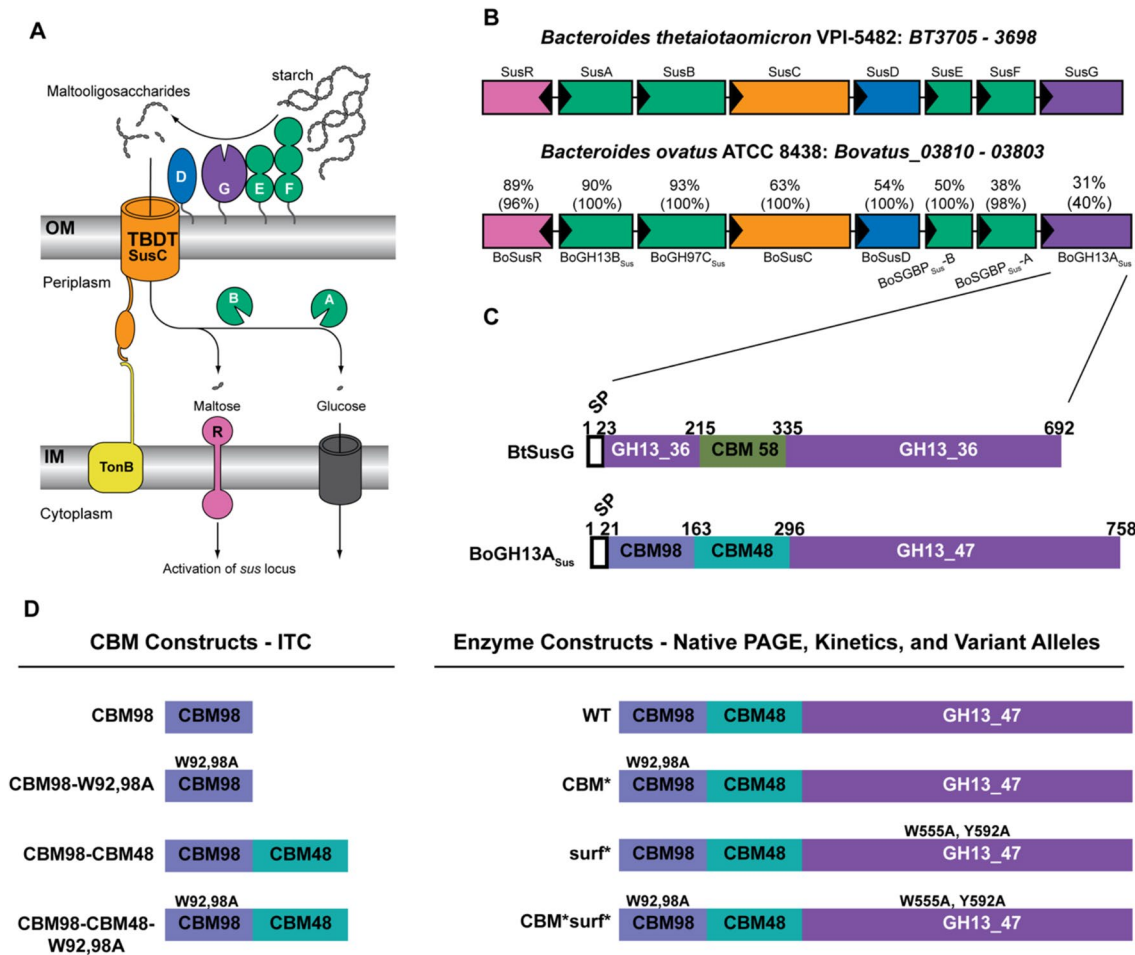 A
starch
Maltooligosaccharides
D
G
E
F
OM
TBDT
SusC
Periplasm
B
A
Maltose
Glucose
R
IM
TonB
Cytoplasm
Activation of sus locus
B
Bacteroides thetaiotaomicron VPI-5482: BT3705 - 3698
SusR SusA SusB SusC SusD SusE SusF SusG
Bacteroides ovatus ATCC 8438: Bovatus_03810 - 03803
89% 90% 93% 63% 54% 50% 38% 31%
(96%) (100%) (100%) (100%) (100%) (100%) (98%) (40%)
BoSusR BoGH13BSus BoGH97CSus BoSusC BoSusD BoSGBPSus-B BoSGBPSus-A BoGH13ASus
C
SP
1 23 215 335 692
BtSusG GH13_36 CBM 58 GH13_36
SP
1 21 163 296 758
BoGH13ASus CBM98 CBM48 GH13_47
D
CBM Constructs - ITC
CBM98 CBM98
W92,98A
CBM98-W92,98A CBM98
CBM98-CBM48 CBM98 CBM48
W92,98A
CBM98-CBM48- CBM98 CBM48
W92,98A
Enzyme Constructs - Native PAGE, Kinetics, and Variant Alleles
WT CBM98 CBM48 GH13_47
W92,98A
CBM* CBM98 CBM48 GH13_47
W555A, Y592A
surf* CBM98 CBM48 GH13_47
W92,98A W555A, Y592A
CBM*surf* CBM98 CBM48 GH13_47